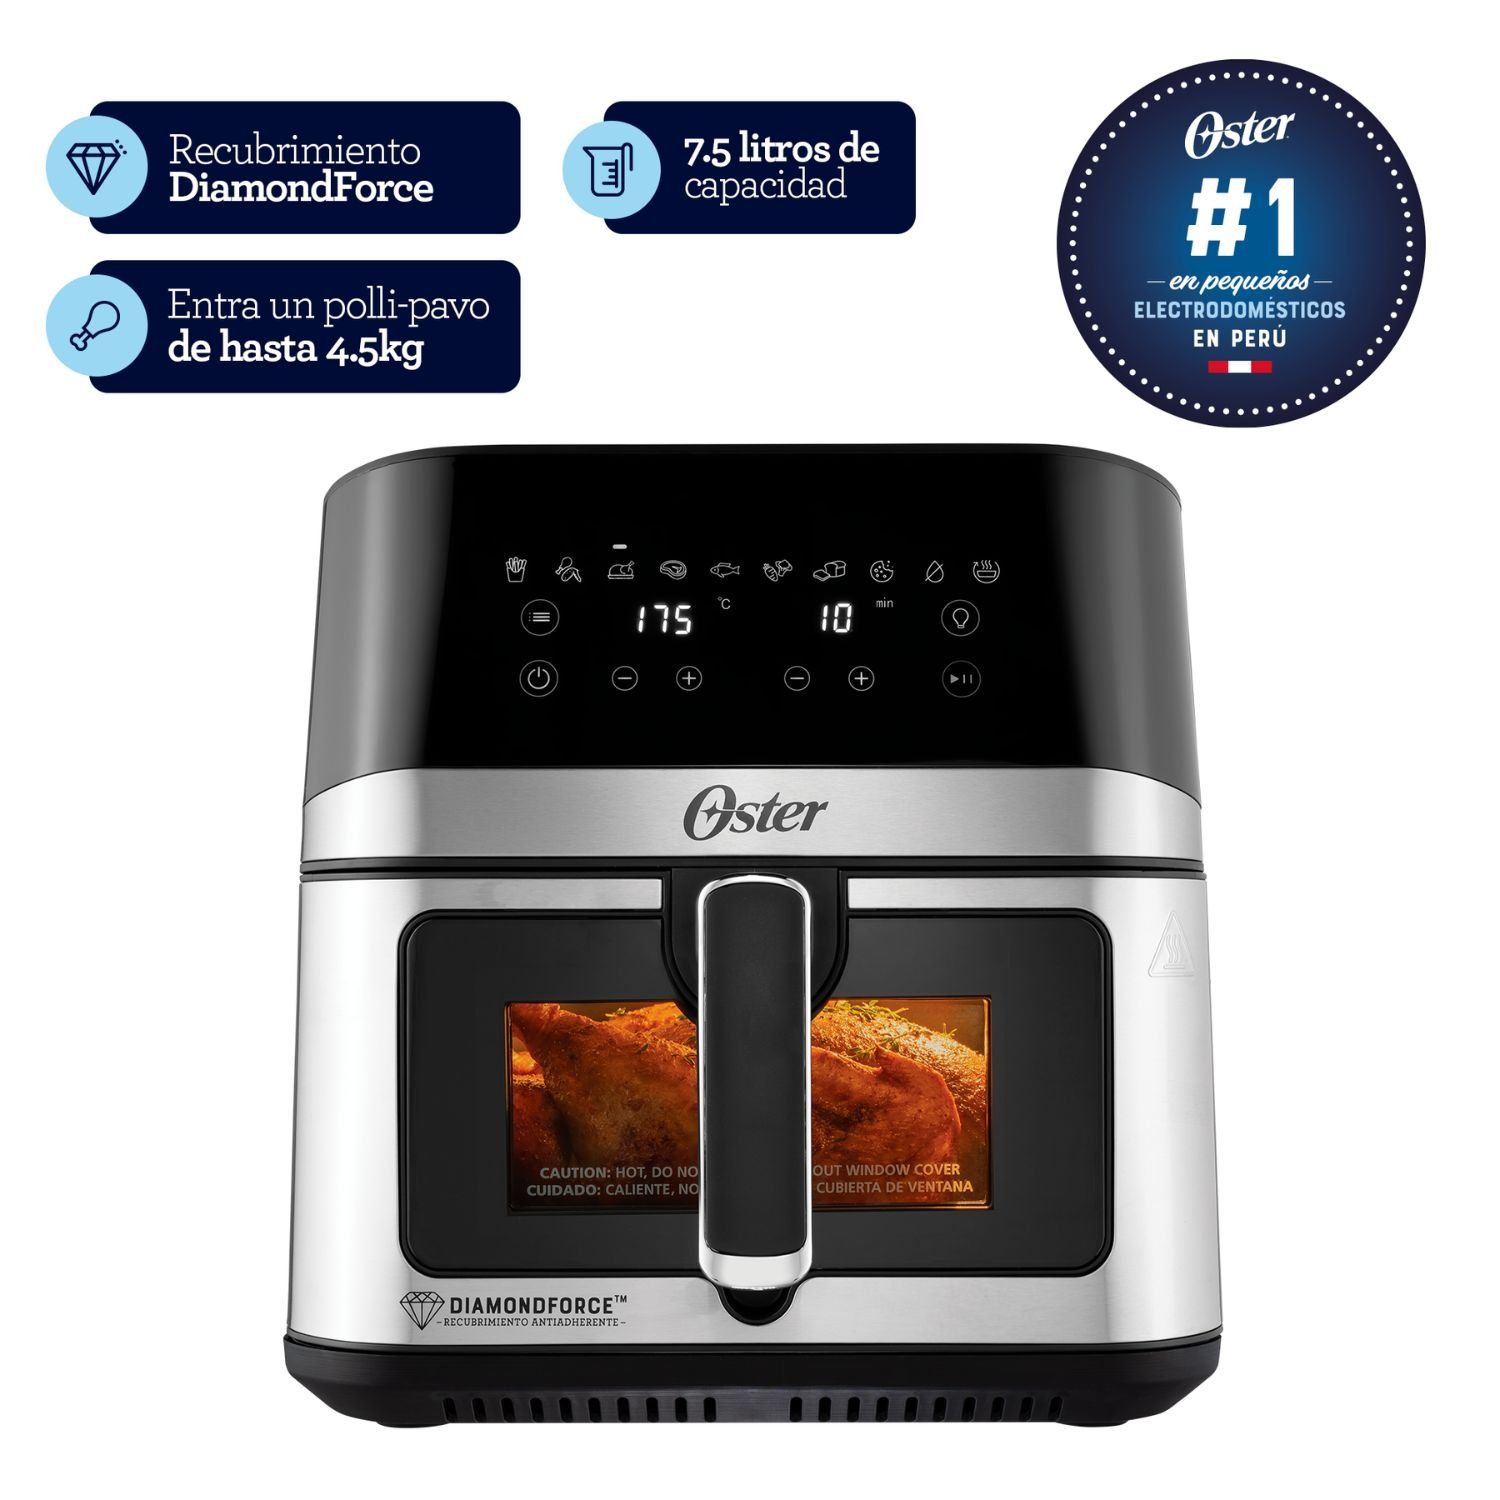 Recubrimiento
DiamondForce
7.5 litros de
capacidad
Entra un polli-pavo
de hasta 4.5kg
Oster
#1
en pequeños
ELECTRODOMÉSTICOS
EN PERÚ
175 °C 10 min
Oster
CAUTION: HOT, DO OUT WINDOW COVER
CUIDADO: CALIENTE, CUBIERTA DE VENTANA
DIAMONDFORCE™
- RECUBRIMIENTO ANTIADHERENTE -